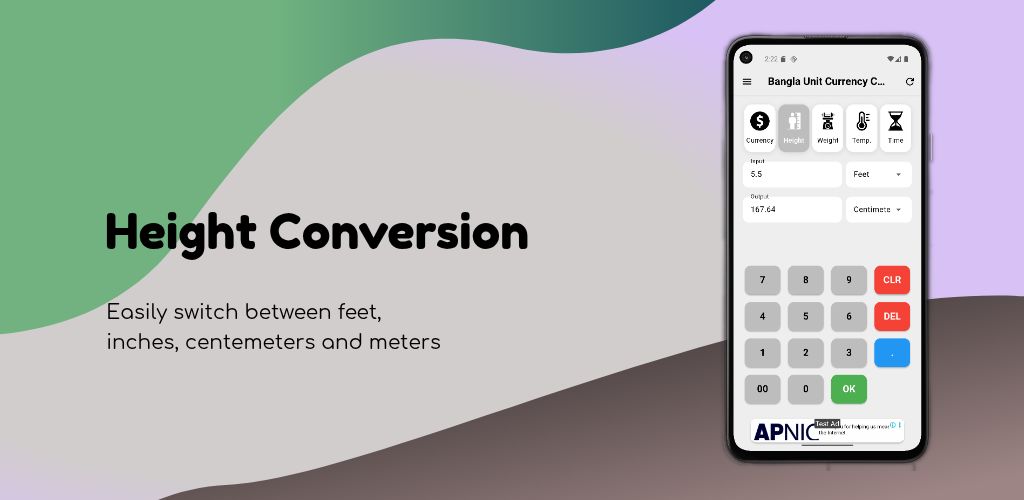 Height Conversion
Easily switch between feet,
inches, centemeters and meters
2:22
Bangla Unit Currency C...
Currency Height Weight Temp. Time
Input
5.5 Feet
Output
167.64 Centimete
7 8 9 CLR
4 5 6 DEL
1 2 3 .
00 0 OK
APNIC Test Ad u for helping us mea
the Internet